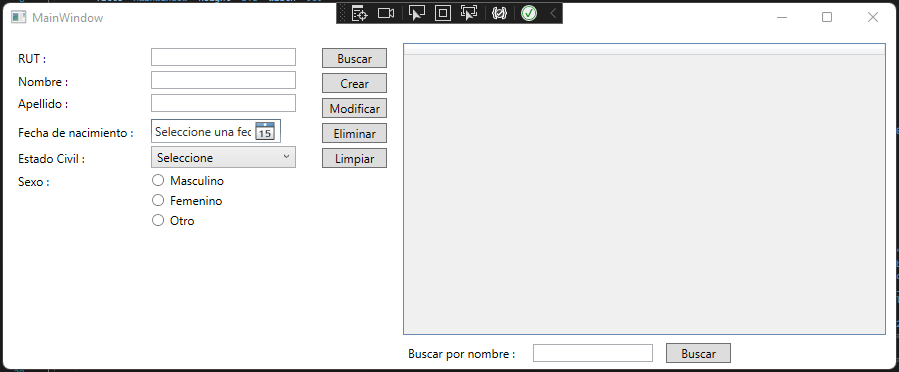 MainWindow
RUT :
Buscar
Nombre :
Crear
Apellido :
Modificar
Fecha de nacimiento :
Seleccione una fec
15
Eliminar
Estado Civil :
Seleccione
Limpiar
Sexo :
Masculino
Femenino
Otro
Buscar por nombre :
Buscar